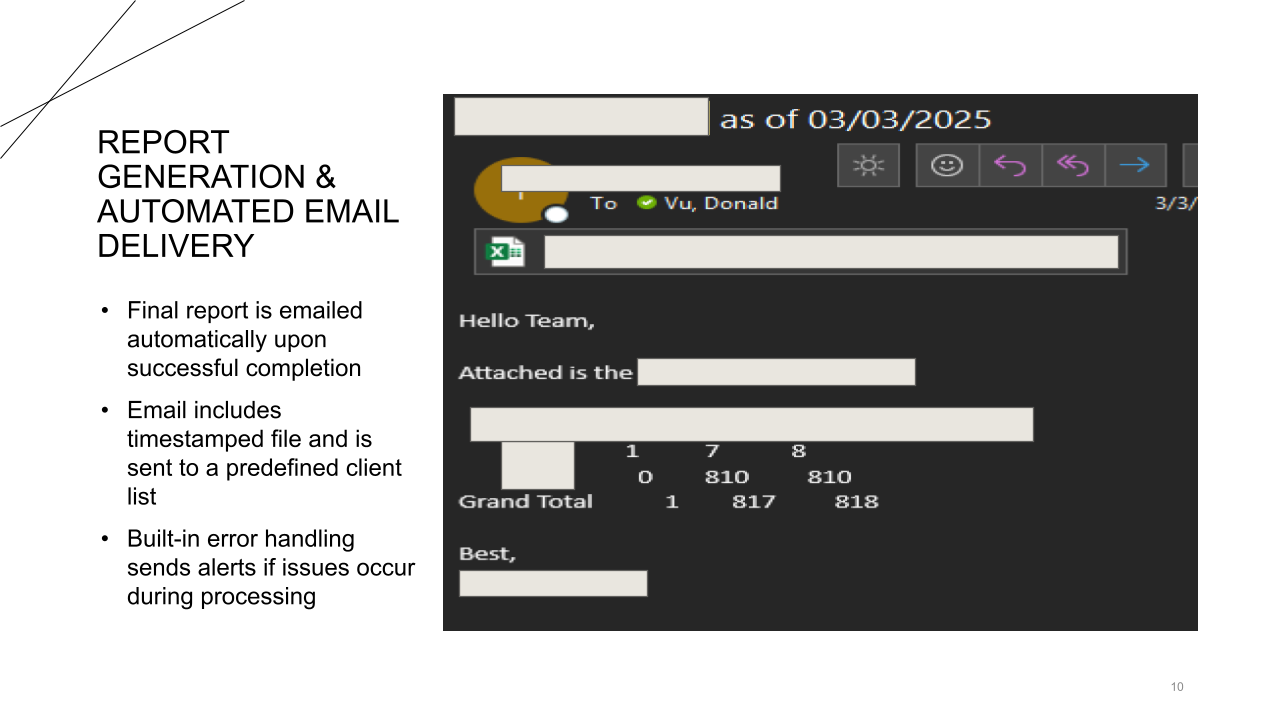 REPORT
GENERATION &
AUTOMATED EMAIL
DELIVERY
• Final report is emailed
automatically upon
successful completion
• Email includes
timestamped file and is
sent to a predefined client
list
• Built-in error handling
sends alerts if issues occur
during processing
as of 03/03/2025
To Vu, Donald
3/3/
Hello Team,
Attached is the
1 7 8
0 810 810
Grand Total 1 817 818
Best,
10